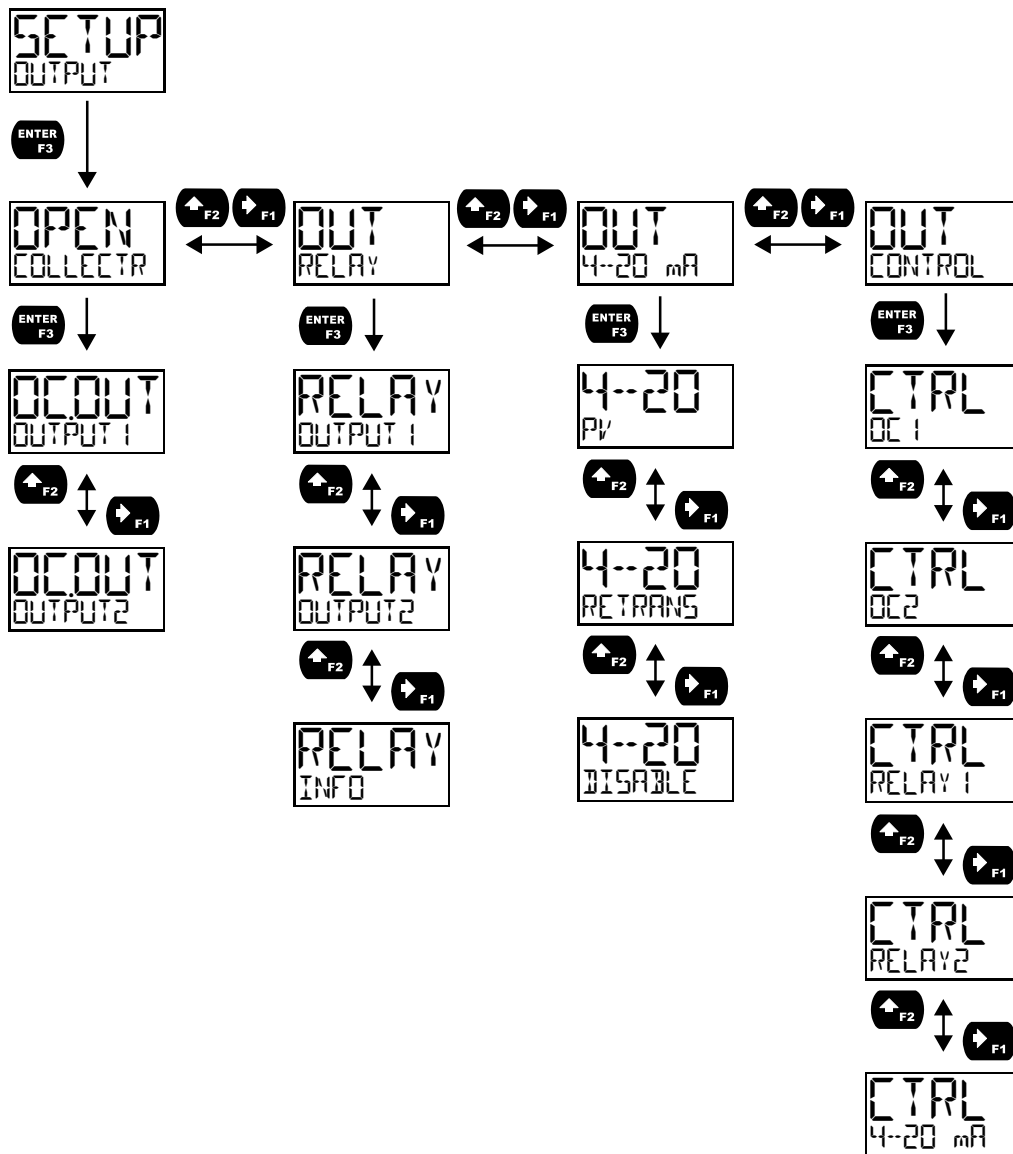 SETUP
OUTPUT
ENTER
F3
F2 F1
F2 F1
F2 F1
OPEN
COLLECTR
OUT
RELAY
OUT
4--20 mA
OUT
CONTROL
ENTER
F3
ENTER
F3
ENTER
F3
ENTER
F3
OC.OUT
OUTPUT1
RELAY
OUTPUT1
4--20
PV
CTRL
OC1
F2
F1
F2
F1
F2
F1
F2
F1
OC.OUT
OUTPUT2
RELAY
OUTPUT2
4--20
RETRANS
CTRL
OC2
F2
F1
F2
F1
F2
F1
RELAY
INFO
4--20
DISABLE
CTRL
RELAY1
F2
F1
CTRL
RELAY2
F2
F1
CTRL
4--20 mA